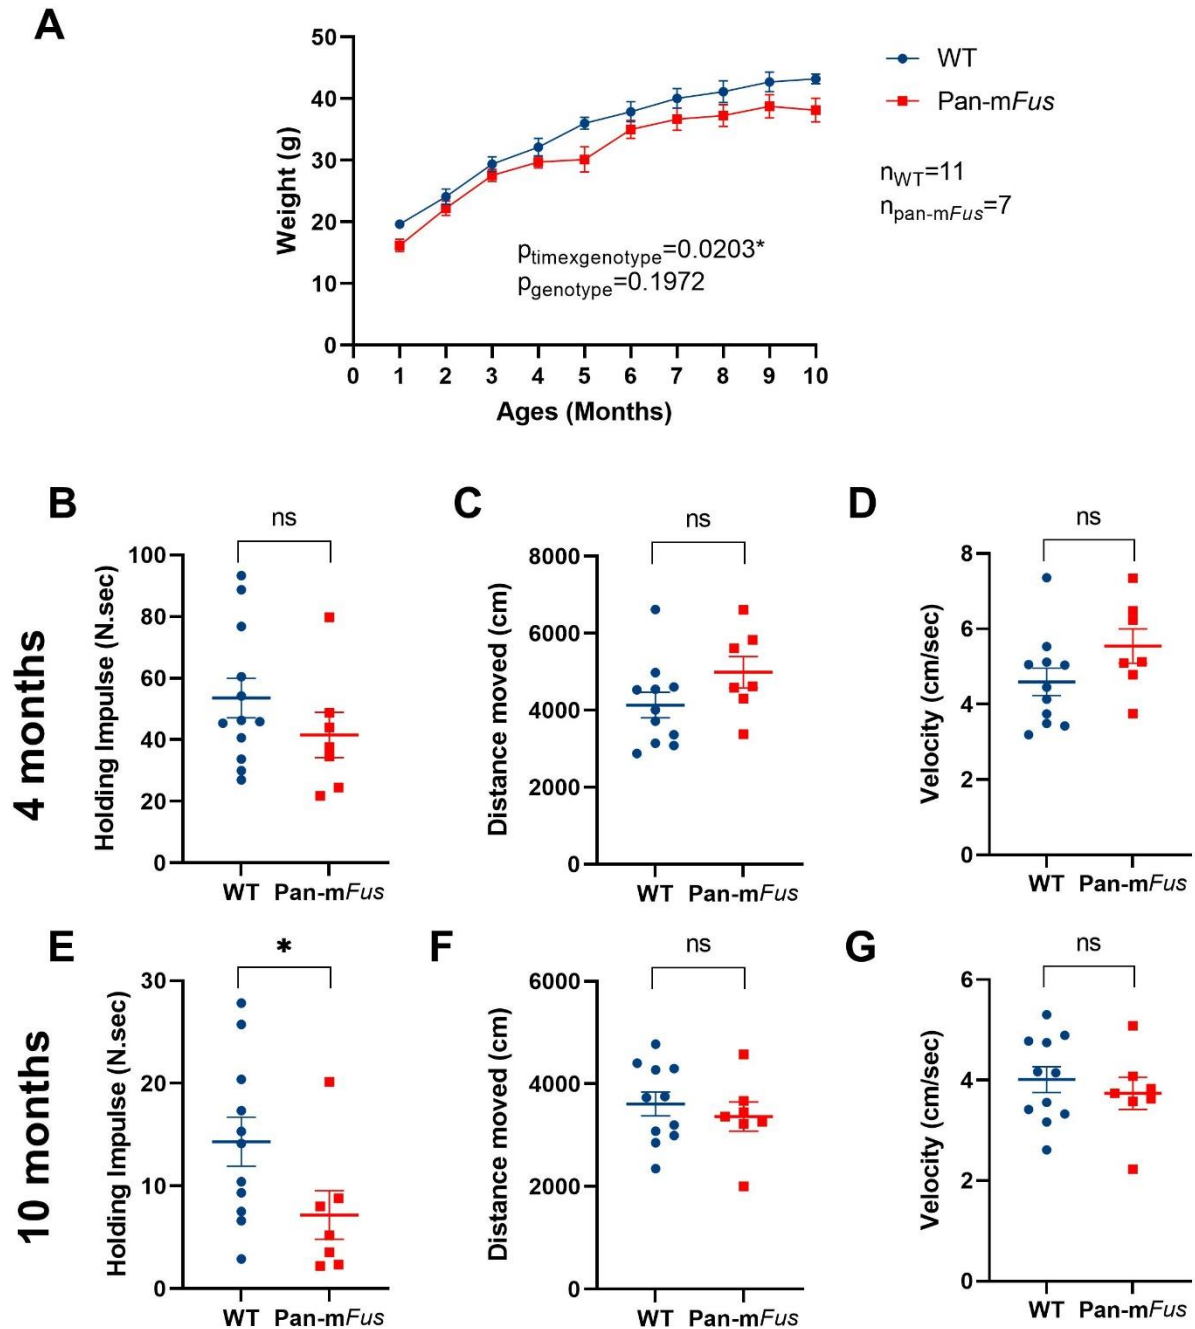 A
50
40
30
20
10
0
Weight (g)
0 1 2 3 4 5 6 7 8 9 10
Ages (Months)
WT
Pan-mFus
nWT=11
npan-mFus=7
ptimexgenotype=0.0203*
pgenotype=0.1972
4 months
B
ns
100
80
60
40
20
0
Holding Impulse (N.sec)
WT Pan-mFus
C
ns
8000
6000
4000
2000
0
Distance moved (cm)
WT Pan-mFus
D
ns
8
6
4
2
0
Velocity (cm/sec)
WT Pan-mFus
10 months
E
*
30
20
10
0
Holding Impulse (N.sec)
WT Pan-mFus
F
ns
6000
4000
2000
0
Distance moved (cm)
WT Pan-mFus
G
ns
6
4
2
0
Velocity (cm/sec)
WT Pan-mFus